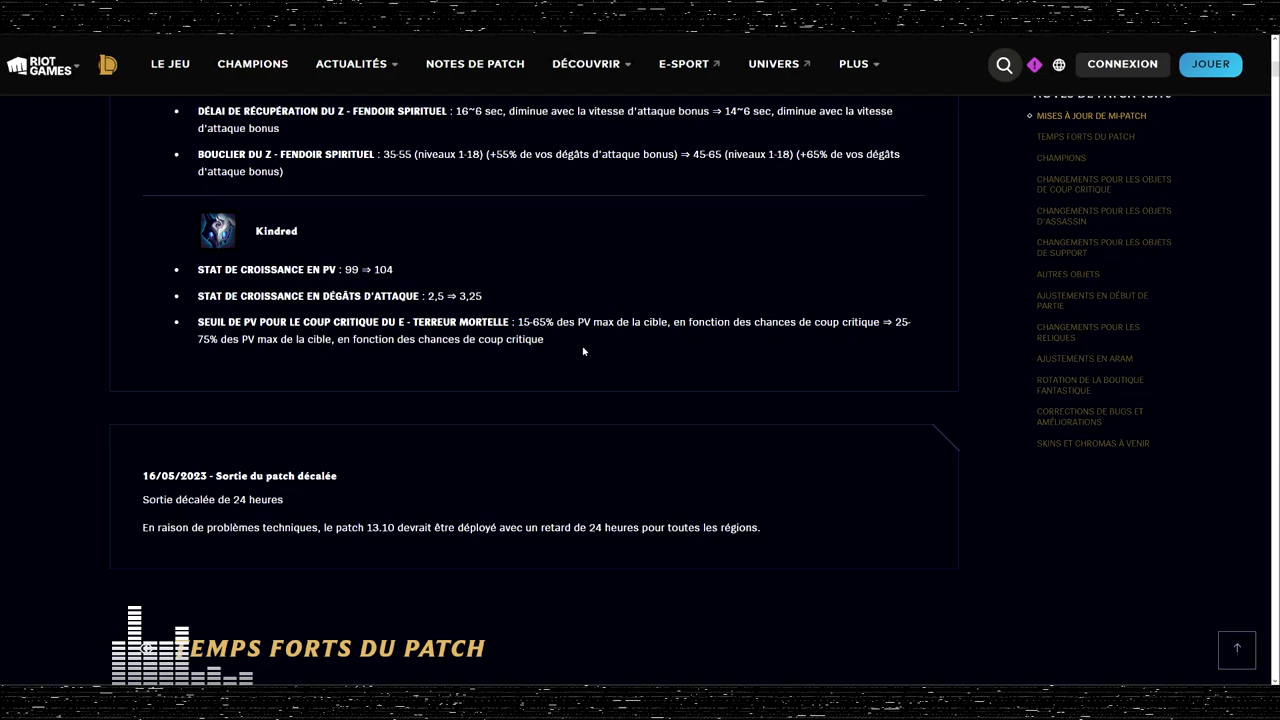 RIOT
GAMES
LE JEU
CHAMPIONS
ACTUALITÉS
NOTES DE PATCH
DÉCOUVRIR
E-SPORT
UNIVERS
PLUS
CONNEXION
JOUER
DÉLAI DE RÉCUPÉRATION DU Z - FENDOIR SPIRITUEL : 16~6 sec, diminue avec la vitesse d'attaque bonus ⇒ 14~6 sec, diminue avec la vitesse
d'attaque bonus
BOUCLIER DU Z - FENDOIR SPIRITUEL : 35-55 (niveaux 1-18) (+55% de vos dégâts d'attaque bonus) ⇒ 45-65 (niveaux 1-18) (+65% de vos dégâts
d'attaque bonus)
Kindred
STAT DE CROISSANCE EN PV : 99 ⇒ 104
STAT DE CROISSANCE EN DÉGÂTS D'ATTAQUE : 2,5 ⇒ 3,25
SEUIL DE PV POUR LE COUP CRITIQUE DU E - TERREUR MORTELLE : 15-65% des PV max de la cible, en fonction des chances de coup critique ⇒ 25-
75% des PV max de la cible, en fonction des chances de coup critique
16/05/2023 - Sortie du patch décalée
Sortie décalée de 24 heures
En raison de problèmes techniques, le patch 13.10 devrait être déployé avec un retard de 24 heures pour toutes les régions.
TEMPS FORTS DU PATCH
MISES À JOUR DE MI-PATCH
TEMPS FORTS DU PATCH
CHAMPIONS
CHANGEMENTS POUR LES OBJETS
DE COUP CRITIQUE
CHANGEMENTS POUR LES OBJETS
D'ASSASSIN
CHANGEMENTS POUR LES OBJETS
DE SUPPORT
AUTRES OBJETS
AJUSTEMENTS EN DÉBUT DE
PARTIE
CHANGEMENTS POUR LES
RELIQUES
AJUSTEMENTS EN ARAM
ROTATION DE LA BOUTIQUE
FANTASTIQUE
CORRECTIONS DE BUGS ET
AMÉLIORATIONS
SKINS ET CHROMAS À VENIR